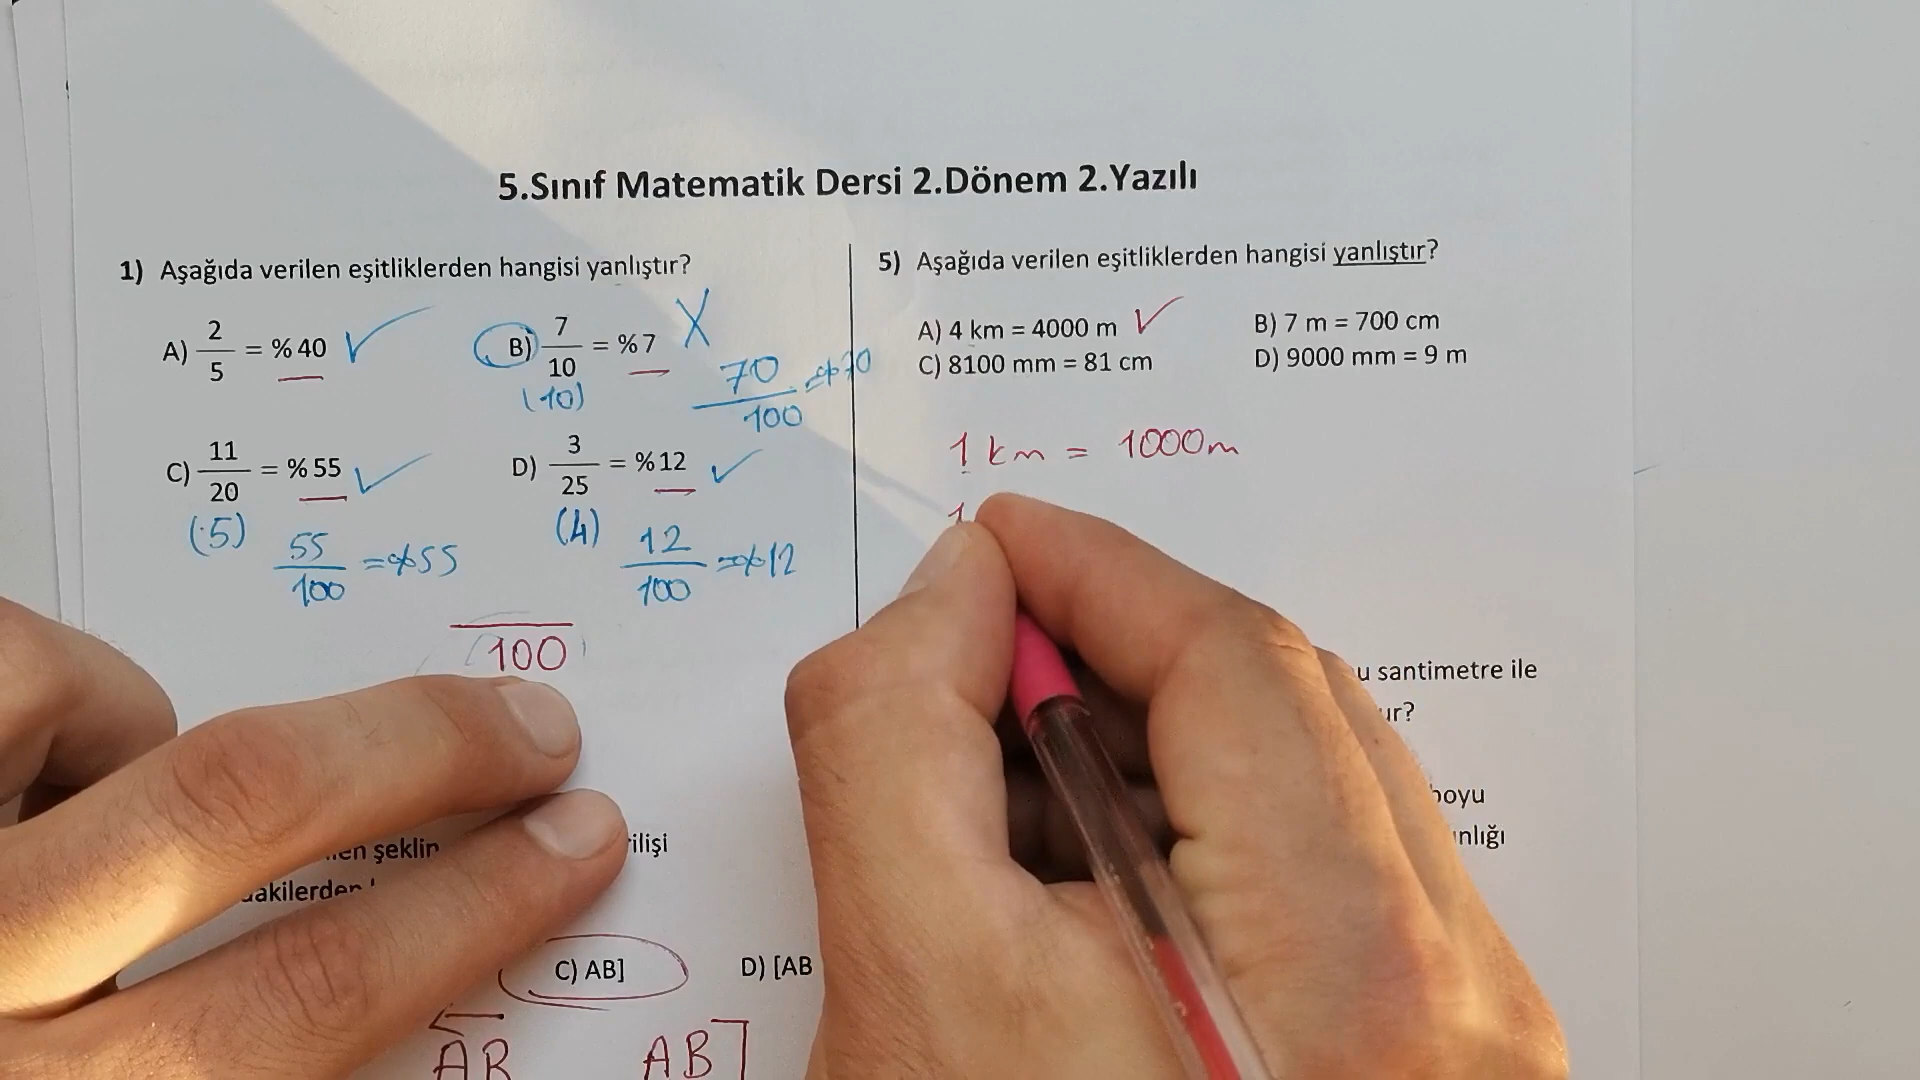 5.Sınıf Matematik Dersi 2.Dönem 2.Yazılı
1) Aşağıda verilen eşitliklerden hangisi yanlıştır?
A) 2/5 = %40
B) 7/10 = %7
(10)
70/100 = %70
C) 11/20 = %55
(5)
55/100 = %55
D) 3/25 = %12
(4)
12/100 = %12
100
şeklin
C) AB]
D) [AB
AB
AB]
5) Aşağıda verilen eşitliklerden hangisi yanlıştır?
A) 4 km = 4000 m
B) 7 m = 700 cm
C) 8100 mm = 81 cm
D) 9000 mm = 9 m
1 km = 1000m
1
santimetre ile